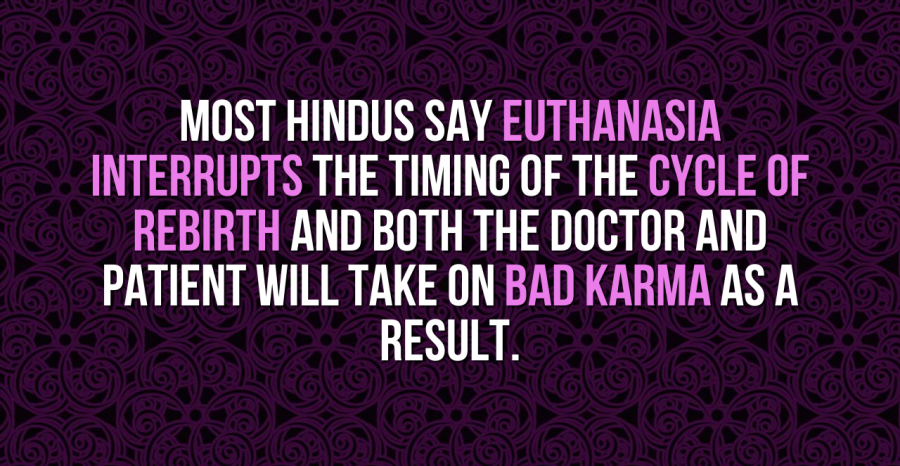 MOST HINDUS SAY EUTHANASIA
INTERRUPTS THE TIMING OF THE CYCLE OF
REBIRTH AND BOTH THE DOCTOR AND
PATIENT WILL TAKE ON BAD KARMA AS A
RESULT.